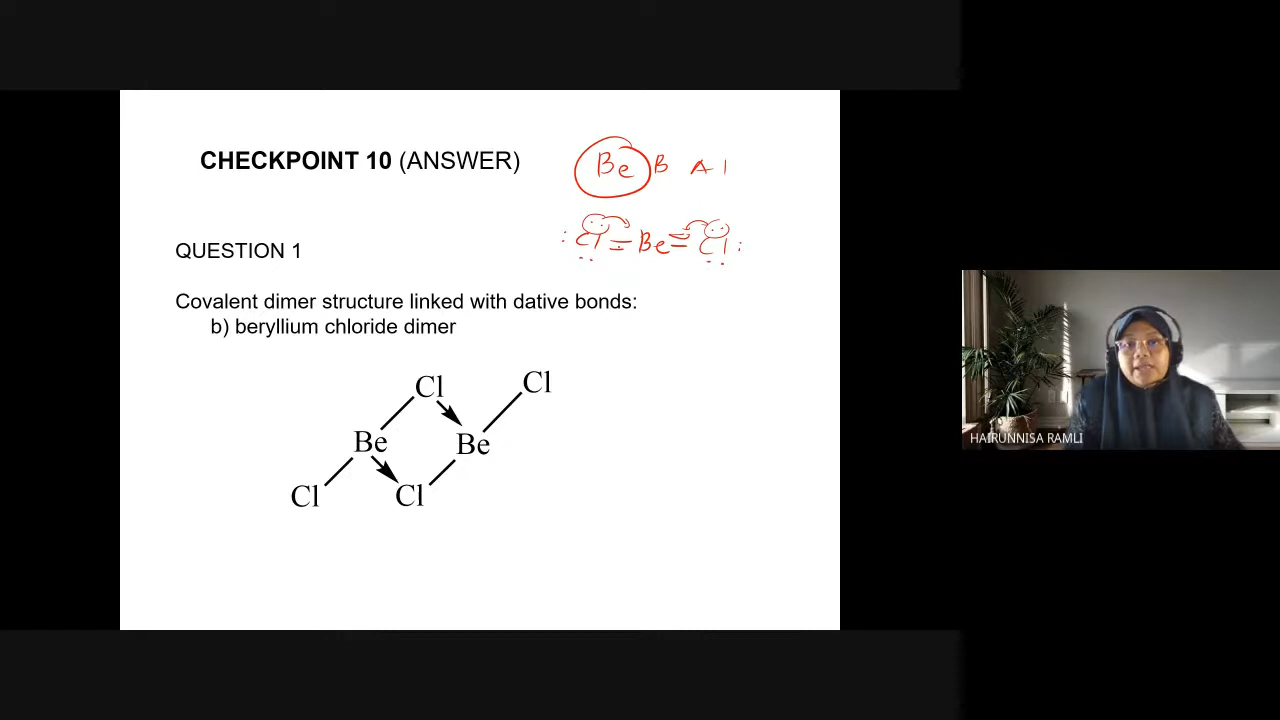 CHECKPOINT 10 (ANSWER)
Be B Al
Cl = Be = Cl
QUESTION 1
Covalent dimer structure linked with dative bonds:
b) beryllium chloride dimer
Cl Cl
Be Be
Cl Cl
HAIRUNNISA RAMLI